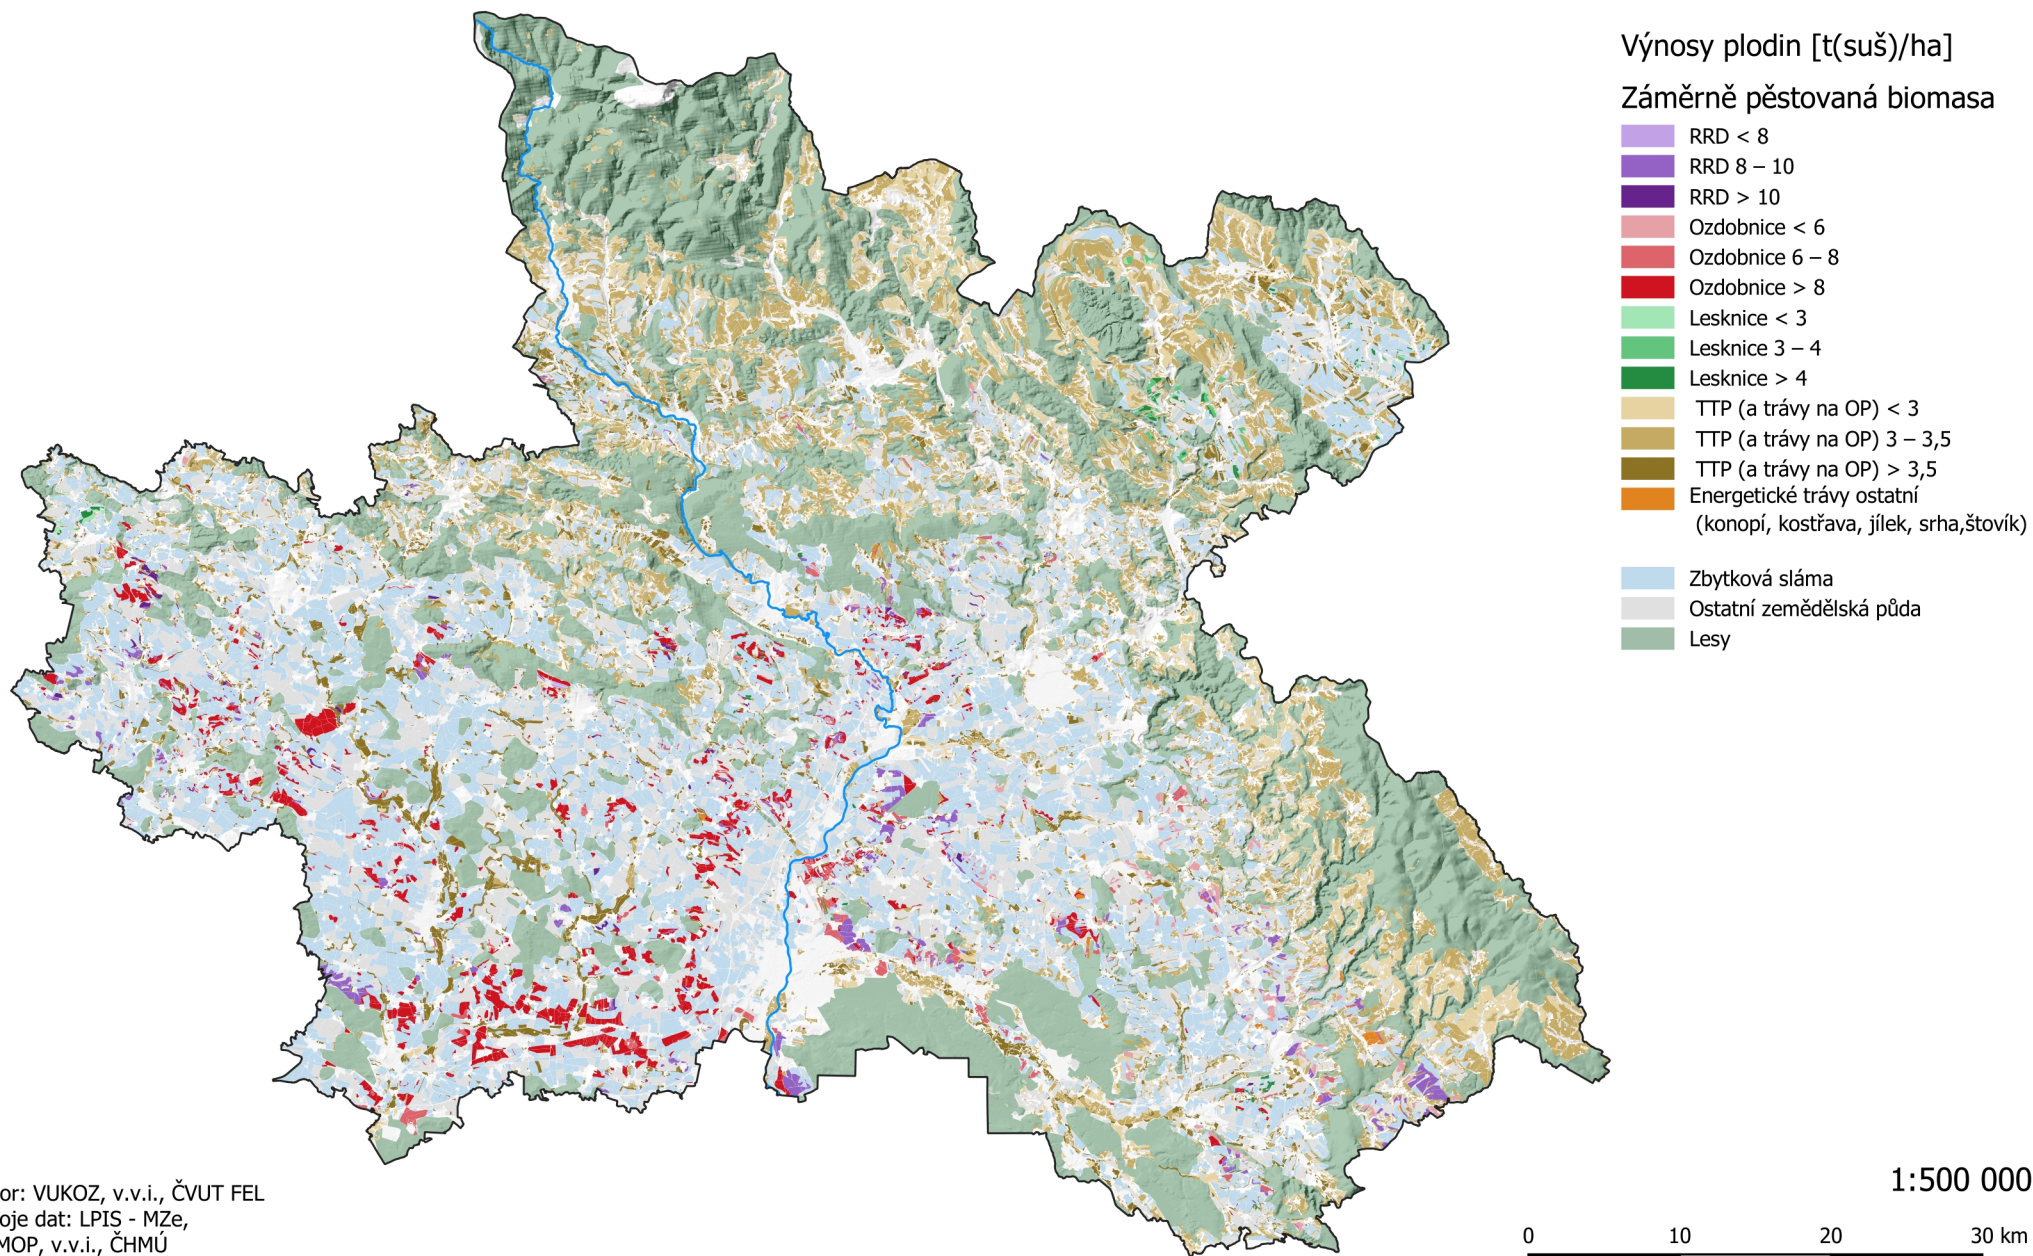 Výnosy plodin [t(suš)/ha]
Záměrně pěstovaná biomasa
RRD < 8
RRD 8 – 10
RRD > 10
Ozdobnice < 6
Ozdobnice 6 – 8
Ozdobnice > 8
Lesknice < 3
Lesknice 3 – 4
Lesknice > 4
TTP (a trávy na OP) < 3
TTP (a trávy na OP) 3 – 3,5
TTP (a trávy na OP) > 3,5
Energetické trávy ostatní
(konopí, kostřava, jílek, srha,štovík)
Zbytková sláma
Ostatní zemědělská půda
Lesy
or: VUKOZ, v.v.i., ČVUT FEL
oje dat: LPIS - MZe,
MOP, v.v.i., ČHMÚ
1:500 000
0 10 20 30 km